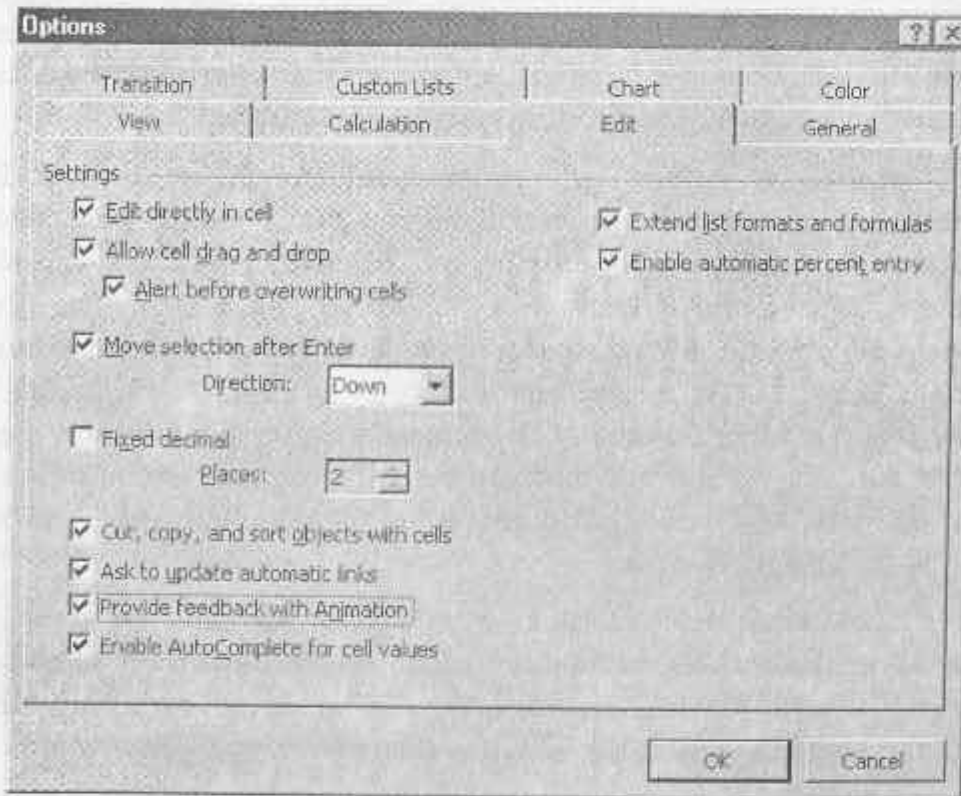 Options
Transition Custom Lists Chart Color
View Calculation Edit General
Settings
Edit directly in cell
Allow cell drag and drop
Alert before overwriting cells
Move selection after Enter
Direction: Down
Fixed decimal
Places: 2
Cut, copy, and sort objects with cells
Ask to update automatic links
Provide feedback with Animation
Enable AutoComplete for cell values
Extend list formats and formulas
Enable automatic percent entry
OK Cancel